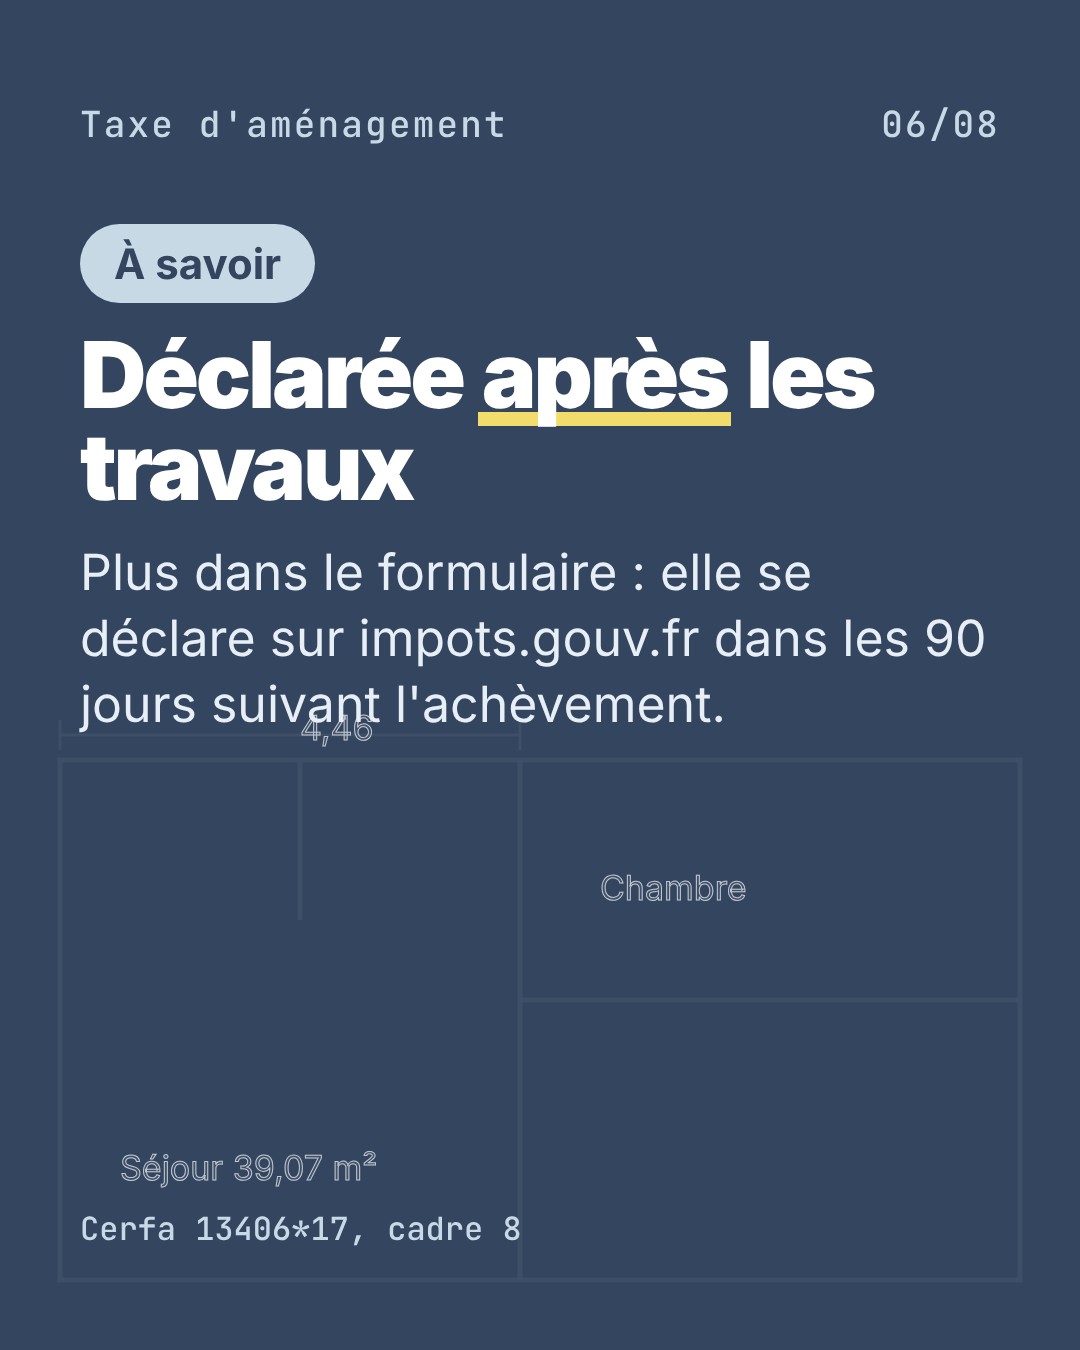 Taxe d'aménagement 06/08
À savoir
Déclarée après les
travaux
Plus dans le formulaire : elle se
déclare sur impots.gouv.fr dans les 90
jours suivant l'achèvement.
4,46
Chambre
Séjour 39,07 m²
Cerfa 13406*17, cadre 8